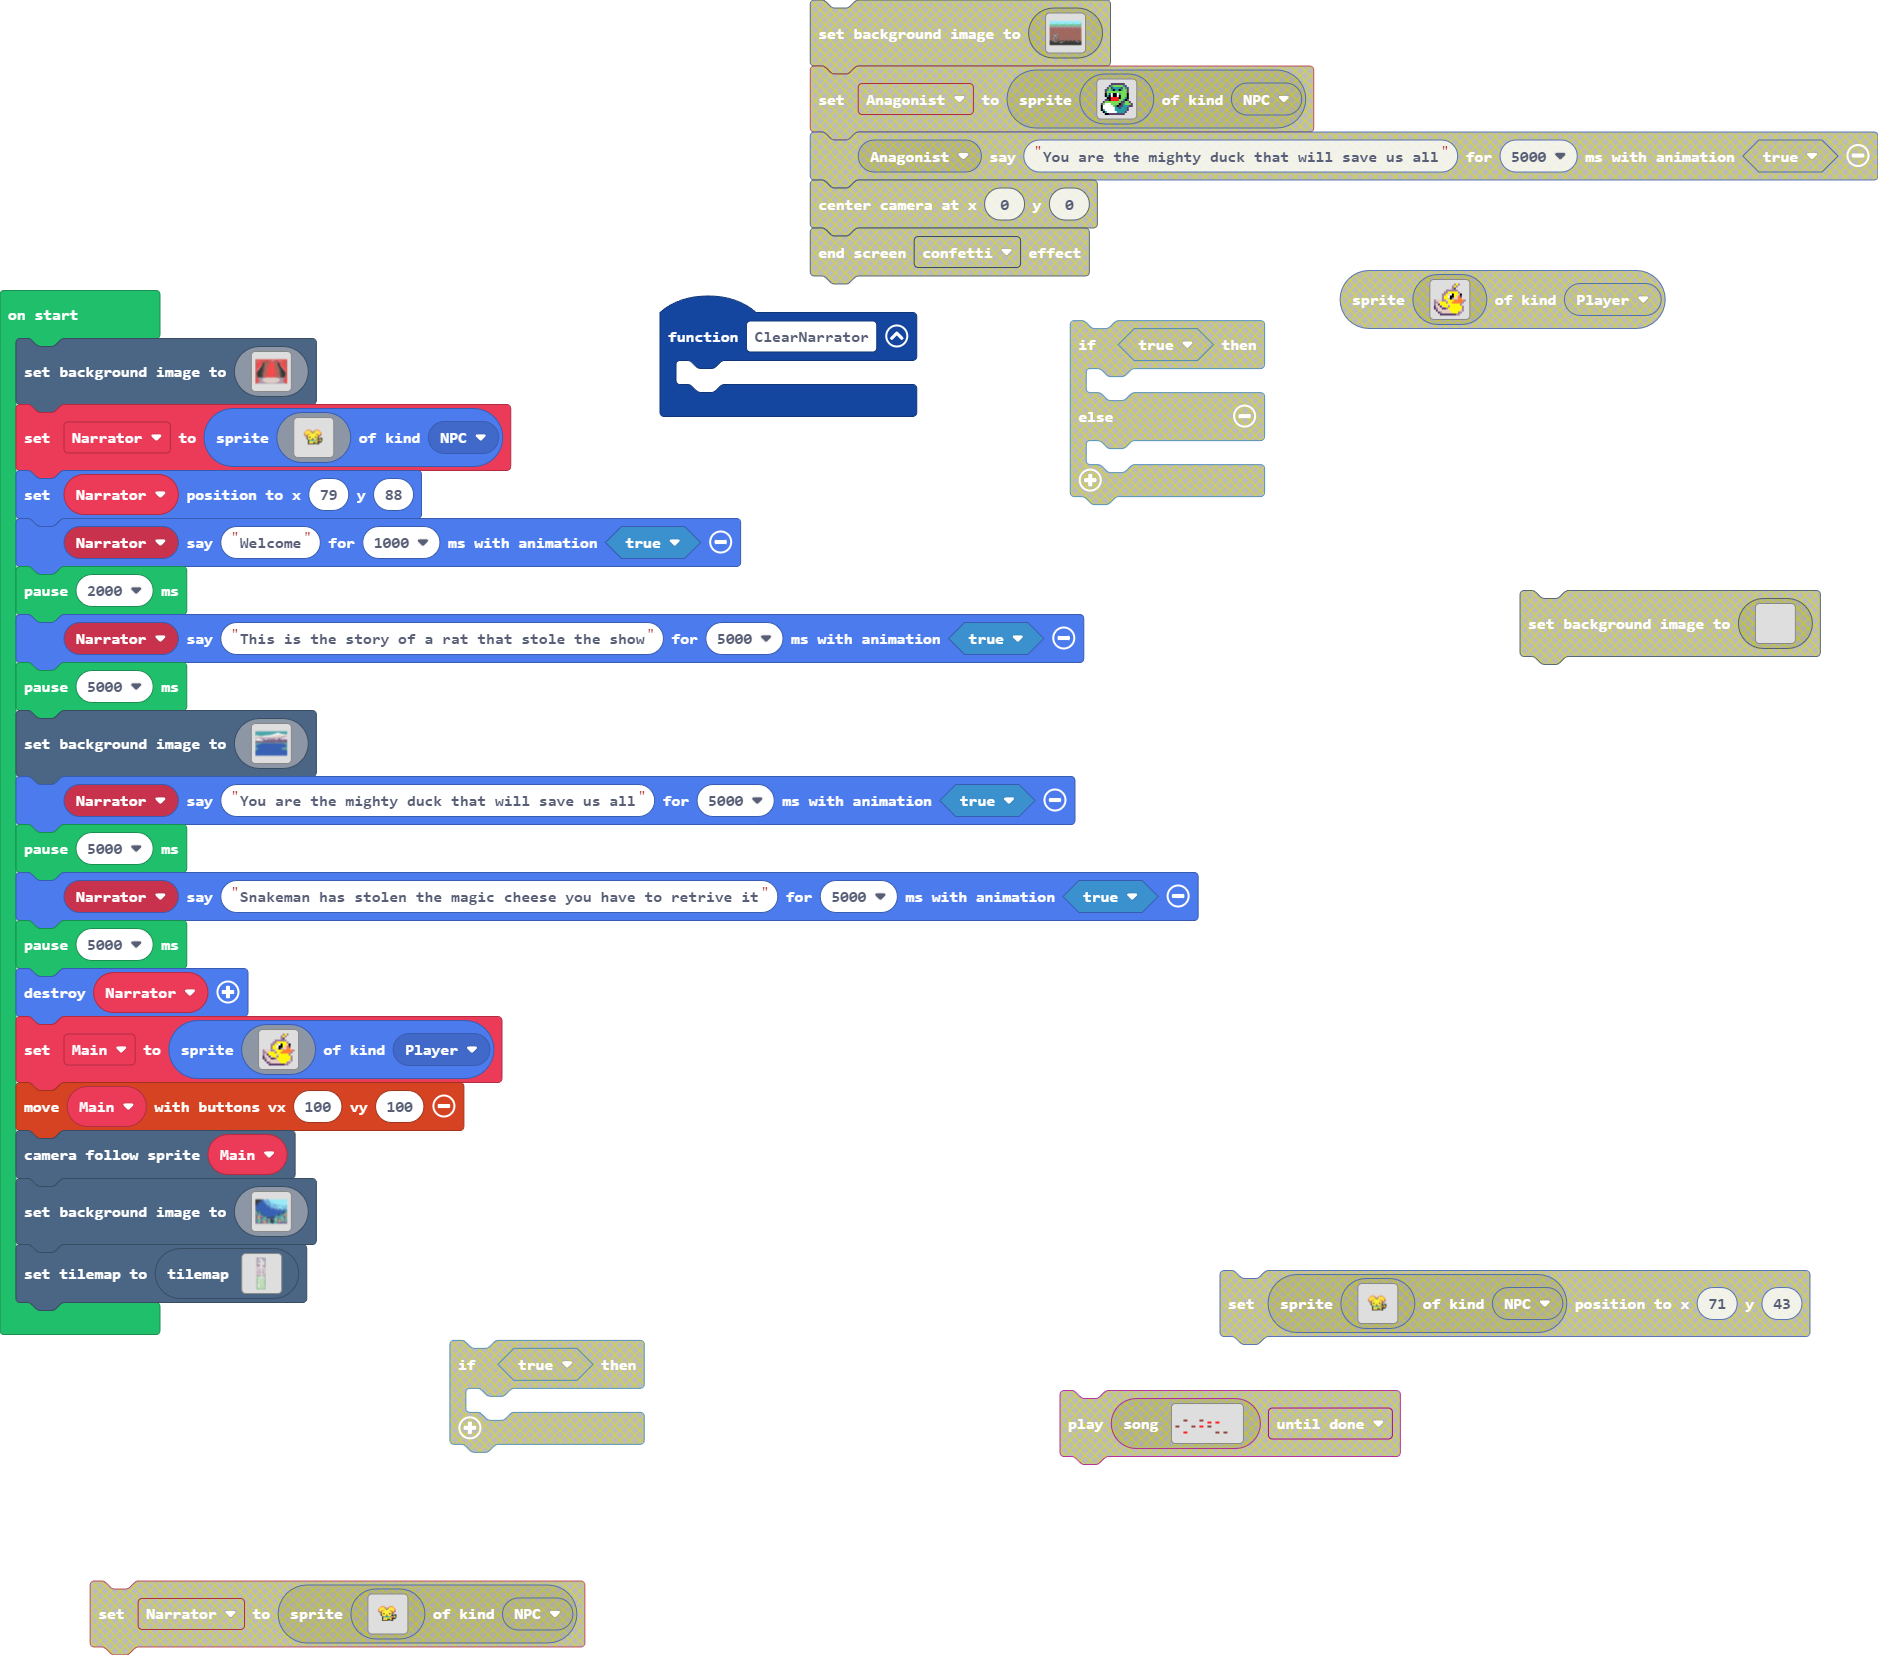 set background image to
set Anagonist to sprite of kind NPC
Anagonist say "You are the mighty duck that will save us all" for 5000 ms with animation true
center camera at x 0 y 0
end screen confetti effect
sprite of kind Player
function ClearNarrator
if true then
else
set background image to
on start
set background image to
set Narrator to sprite of kind NPC
set Narrator position to x 79 y 88
Narrator say "Welcome" for 1000 ms with animation true
pause 2000 ms
Narrator say "This is the story of a rat that stole the show" for 5000 ms with animation true
pause 5000 ms
set background image to
Narrator say "You are the mighty duck that will save us all" for 5000 ms with animation true
pause 5000 ms
Narrator say "Snakeman has stolen the magic cheese you have to retrive it" for 5000 ms with animation true
pause 5000 ms
destroy Narrator
set Main to sprite of kind Player
move Main with buttons vx 100 vy 100
camera follow sprite Main
set background image to
set tilemap to tilemap
set sprite of kind NPC position to x 71 y 43
if true then
play song until done
set Narrator to sprite of kind NPC